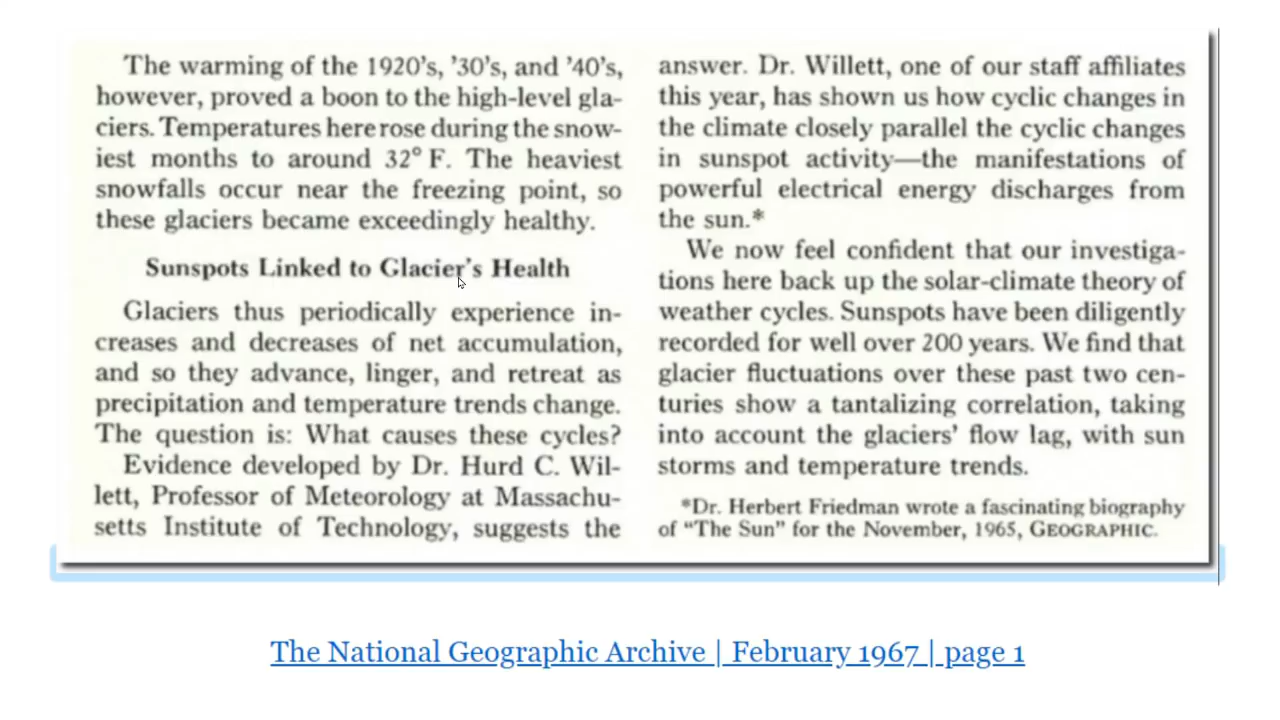 The warming of the 1920's, '30's, and '40's,
however, proved a boon to the high-level gla-
ciers. Temperatures here rose during the snow-
iest months to around 32° F. The heaviest
snowfalls occur near the freezing point, so
these glaciers became exceedingly healthy.
Sunspots Linked to Glacier's Health
Glaciers thus periodically experience in-
creases and decreases of net accumulation,
and so they advance, linger, and retreat as
precipitation and temperature trends change.
The question is: What causes these cycles?
Evidence developed by Dr. Hurd C. Wil-
lett, Professor of Meteorology at Massachu-
setts Institute of Technology, suggests the
answer. Dr. Willett, one of our staff affiliates
this year, has shown us how cyclic changes in
the climate closely parallel the cyclic changes
in sunspot activity—the manifestations of
powerful electrical energy discharges from
the sun.*
We now feel confident that our investiga-
tions here back up the solar-climate theory of
weather cycles. Sunspots have been diligently
recorded for well over 200 years. We find that
glacier fluctuations over these past two cen-
turies show a tantalizing correlation, taking
into account the glaciers' flow lag, with sun
storms and temperature trends.
*Dr. Herbert Friedman wrote a fascinating biography
of "The Sun" for the November, 1965, GEOGRAPHIC.
The National Geographic Archive | February 1967 | page 1